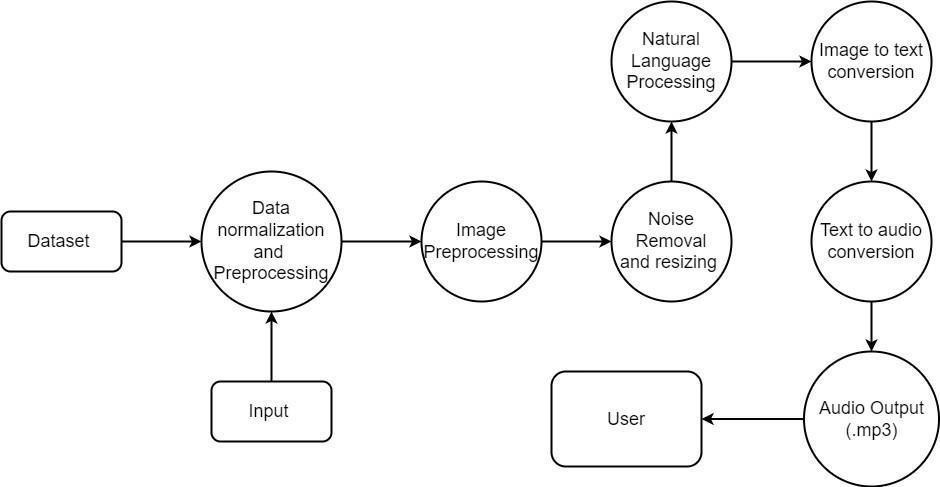 Dataset
Data
normalization
and
Preprocessing
Input
Image
Preprocessing
Noise
Removal
and resizing
Natural
Language
Processing
Image to text
conversion
Text to audio
conversion
Audio Output
(.mp3)
User